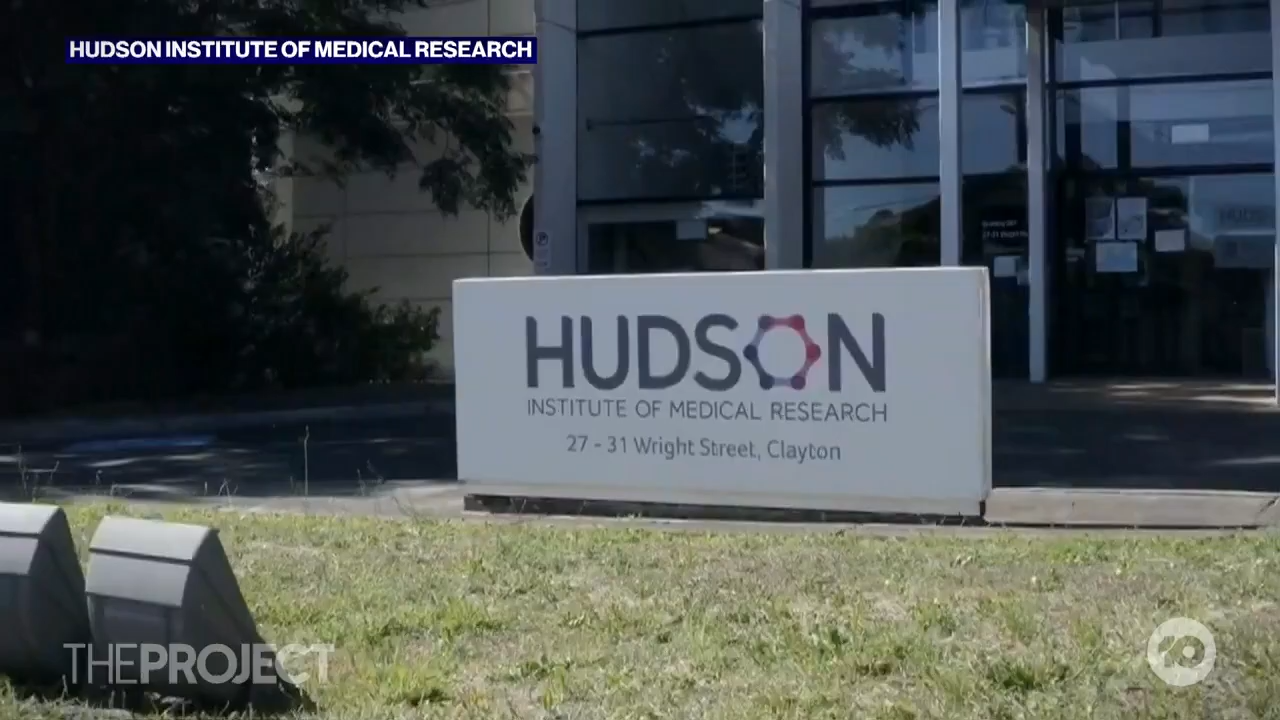 HUDSON INSTITUTE OF MEDICAL RESEARCH
HUDSON
INSTITUTE OF MEDICAL RESEARCH
27 - 31 Wright Street, Clayton
THEPROJECT
10